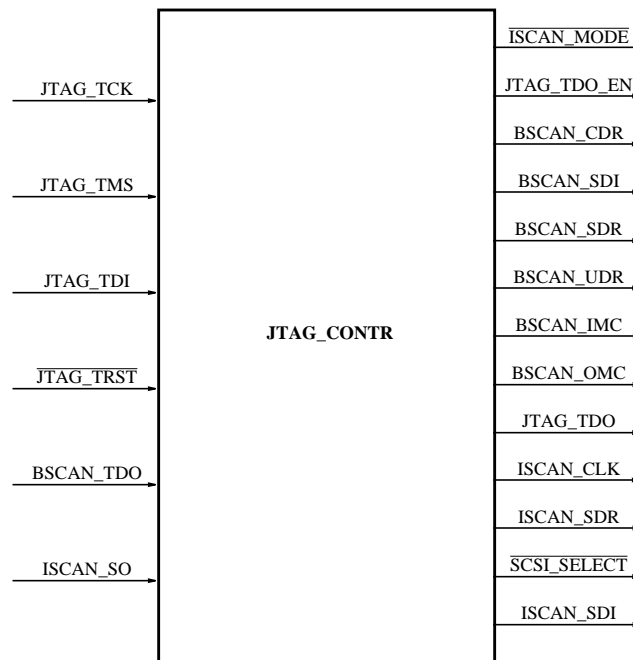 ISCAN_MODE
JTAG_TCK
JTAG_TDO_EN
BSCAN_CDR
JTAG_TMS
BSCAN_SDI
BSCAN_SDR
JTAG_TDI
BSCAN_UDR
JTAG_CONTR
BSCAN_IMC
JTAG_TRST
BSCAN_OMC
JTAG_TDO
BSCAN_TDO
ISCAN_CLK
ISCAN_SDR
ISCAN_SO
SCSI_SELECT
ISCAN_SDI